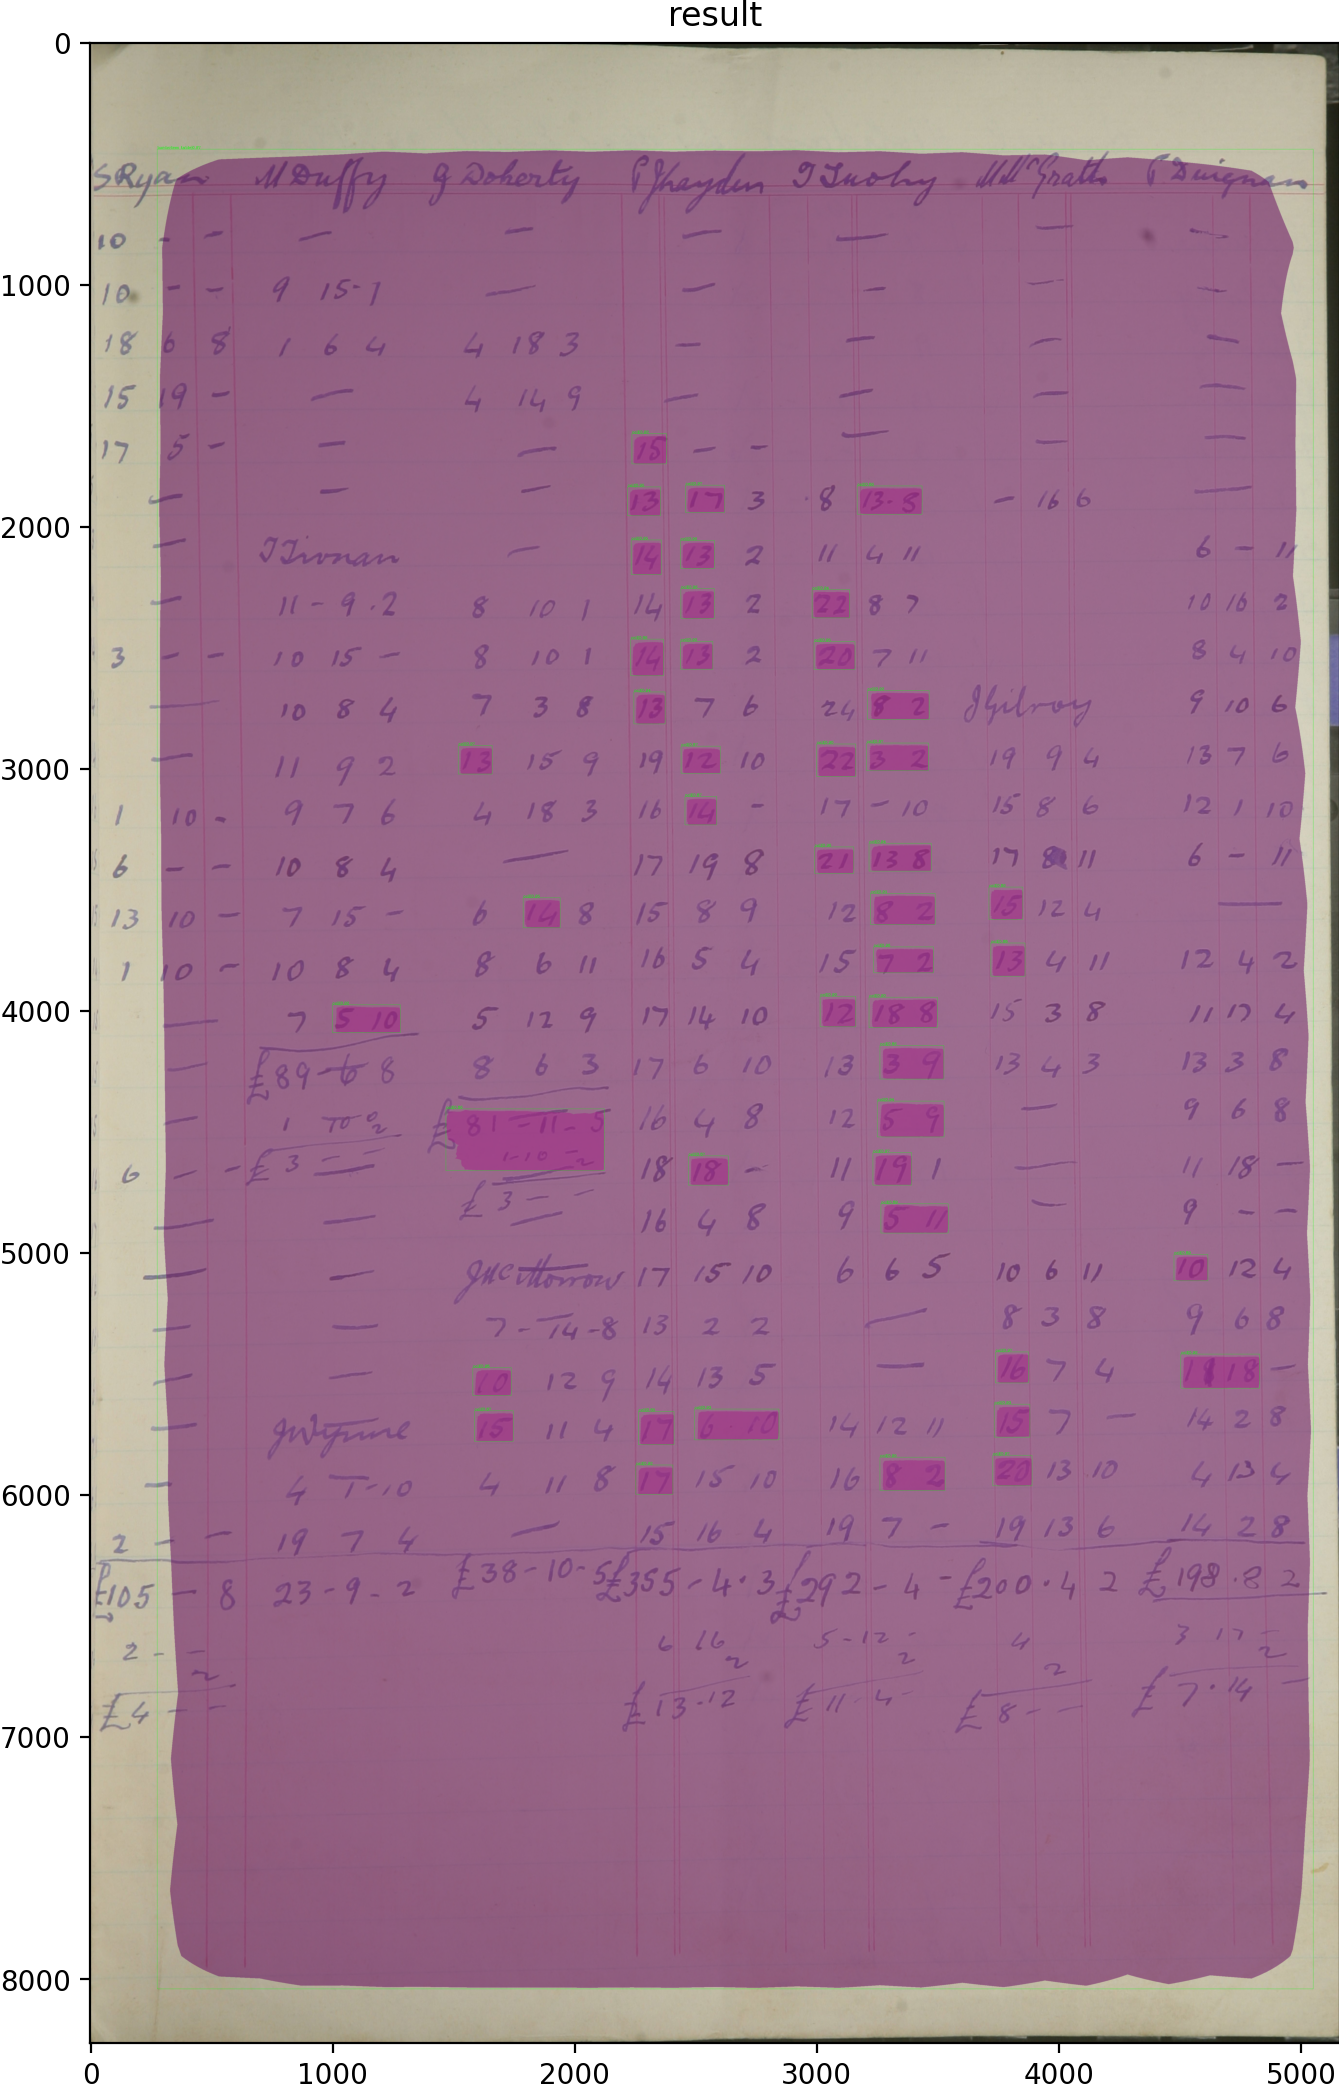 result
S Ryan M Duffy G Doherty P J Hayden T Tuohy M McGrath P Duignan
10 - - — — — — — —
10 - - 9 15-1 — — — — —
18 6 8 1 6 4 4 18 3 — — — —
15 19 - — 4 14 9 — — — —
17 5 - — — 15 - - — — —
— — — 13 17 3 8 13-8 - 16 6 —
— T Tivnan — 14 13 2 11 4 11 6 - 11
— 11-9.2 8 10 1 14 13 2 22 8 7 10 16 2
3 - - 10 15 - 8 10 1 14 13 2 20 7 11 8 4 10
— 10 8 4 7 3 8 13 7 6 24 8 2 J Gilroy 9 10 6
— 11 9 2 13 15 9 19 12 10 22 3 2 19 9 4 13 7 6
1 10 - 9 7 6 4 18 3 16 14 - 17 - 10 15 8 6 12 1 10
6 - - 10 8 4 — 17 19 8 21 13 8 17 8 11 6 - 11
13 10 - 7 15 - 6 14 8 15 8 9 12 8 2 15 12 4 —
1 10 - 10 8 4 8 6 11 16 5 4 15 7 2 13 4 11 12 4 2
— 7 5 10 5 12 9 17 14 10 12 18 8 15 3 8 11 17 4
— £89-6 8 8 6 3 17 6 10 13 3 9 13 4 3 13 3 8
— 1 10 0 2 £81-11-5 16 4 8 12 5 9 — 9 6 8
6 - - £3 - - 1-10 - 2 18 18 - 11 19 1 — 11 18 -
— — £3 - - 16 4 8 9 5 11 — 9 - -
— — J McMorrow 17 15 10 6 6 5 10 6 11 10 12 4
— — 7-14-8 13 2 2 — 8 3 8 9 6 8
— — 10 12 9 14 13 5 — 16 7 4 18 18 -
— J Wynne 15 11 4 17 6 10 14 12 11 15 7 - 14 2 8
— 4 1-10 4 11 8 17 15 10 16 8 2 20 13 10 4 13 4
2 - - 19 7 4 — 15 16 4 19 7 - 19 13 6 14 2 8
£105 - 8 23-9-2 £38-10-5 £355-4.3 £292-4- £200.4 2 £198.8 2
2 - - 2 6 16 2 5-12- 2 4 2 3 17 - 2
£4 - - £13-12 £11-4- £8 - - £7.14 -
0
1000
2000
3000
4000
5000
6000
7000
8000
0 1000 2000 3000 4000 5000